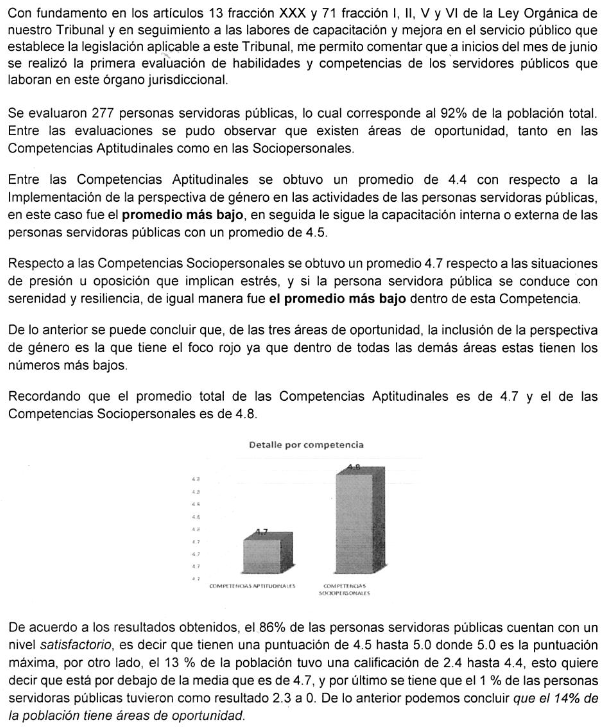 Con fundamento en los artículos 13 fracción XXX y 71 fracción I, II, V y VI de la Ley Orgánica de
nuestro Tribunal y en seguimiento a las labores de capacitación y mejora en el servicio público que
establece la legislación aplicable a este Tribunal, me permito comentar que a inicios del mes de junio
se realizó la primera evaluación de habilidades y competencias de los servidores públicos que
laboran en este órgano jurisdiccional.
Se evaluaron 277 personas servidoras públicas, lo cual corresponde al 92% de la población total.
Entre las evaluaciones se pudo observar que existen áreas de oportunidad, tanto en las
Competencias Aptitudinales como en las Sociopersonales.
Entre las Competencias Aptitudinales se obtuvo un promedio de 4.4 con respecto a la
Implementación de la perspectiva de género en las actividades de las personas servidoras públicas,
en este caso fue el promedio más bajo, en seguida le sigue la capacitación interna o externa de las
personas servidoras públicas con un promedio de 4.5.
Respecto a las Competencias Sociopersonales se obtuvo un promedio 4.7 respecto a las situaciones
de presión u oposición que implican estrés, y si la persona servidora pública se conduce con
serenidad y resiliencia, de igual manera fue el promedio más bajo dentro de esta Competencia.
De lo anterior se puede concluir que, de las tres áreas de oportunidad, la inclusión de la perspectiva
de género es la que tiene el foco rojo ya que dentro de todas las demás áreas estas tienen los
números más bajos.
Recordando que el promedio total de las Competencias Aptitudinales es de 4.7 y el de las
Competencias Sociopersonales es de 4.8.
Detalle por competencia
4.8
4.7
COMPETENCIAS APTITUDINALES
COMPETENCIAS
SOCIOPERSONALES
De acuerdo a los resultados obtenidos, el 86% de las personas servidoras públicas cuentan con un
nivel satisfactorio, es decir que tienen una puntuación de 4.5 hasta 5.0 donde 5.0 es la puntuación
máxima, por otro lado, el 13 % de la población tuvo una calificación de 2.4 hasta 4.4, esto quiere
decir que está por debajo de la media que es de 4.7, y por último se tiene que el 1 % de las personas
servidoras públicas tuvieron como resultado 2.3 a 0. De lo anterior podemos concluir que el 14% de
la población tiene áreas de oportunidad.